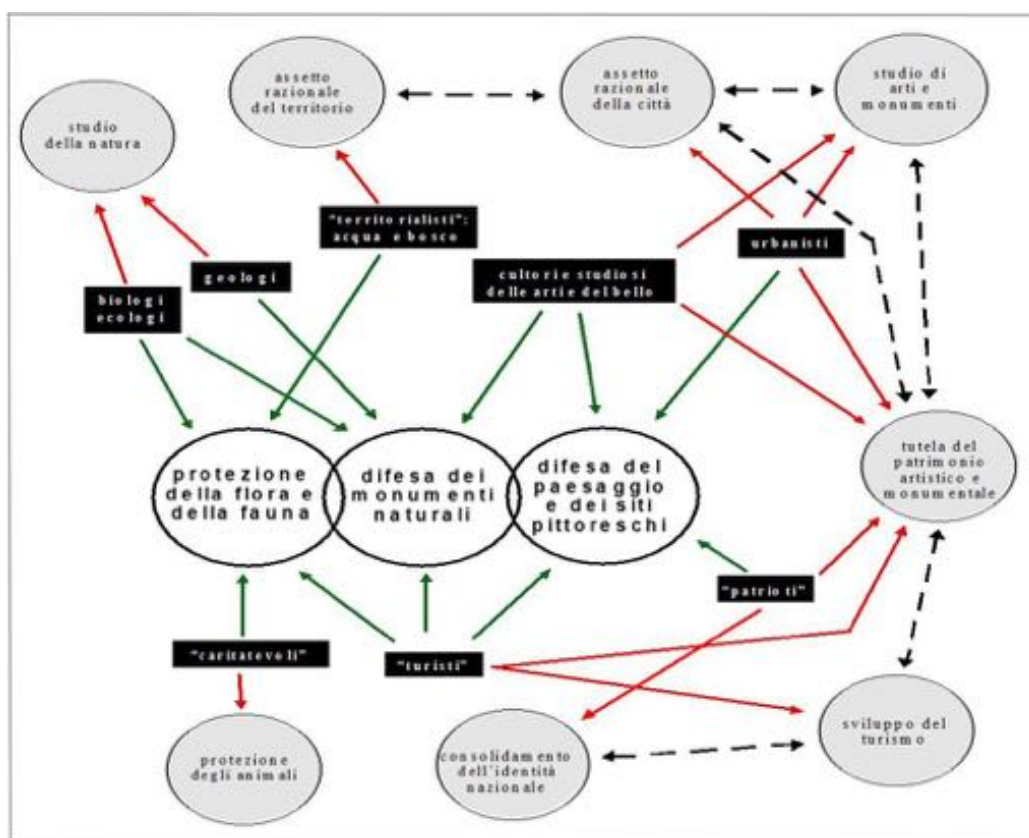 assetto
razionale
del territorio
assetto
razionale
della città
studio di
arti e
monumenti
studio
della natura
"territorialisti":
acqua e bosco
urbanisti
geologi
cultori e studiosi
delle arti e del bello
biologi
ecologi
protezione
della flora e
della fauna
difesa dei
monumenti
naturali
difesa del
paesaggio
e dei siti
pittoreschi
tutela del
patrimonio
artistico e
monumentale
"patrioti"
"caritatevoli"
"turisti"
sviluppo del
turismo
protezione
degli animali
consolidamento
dell'identità
nazionale